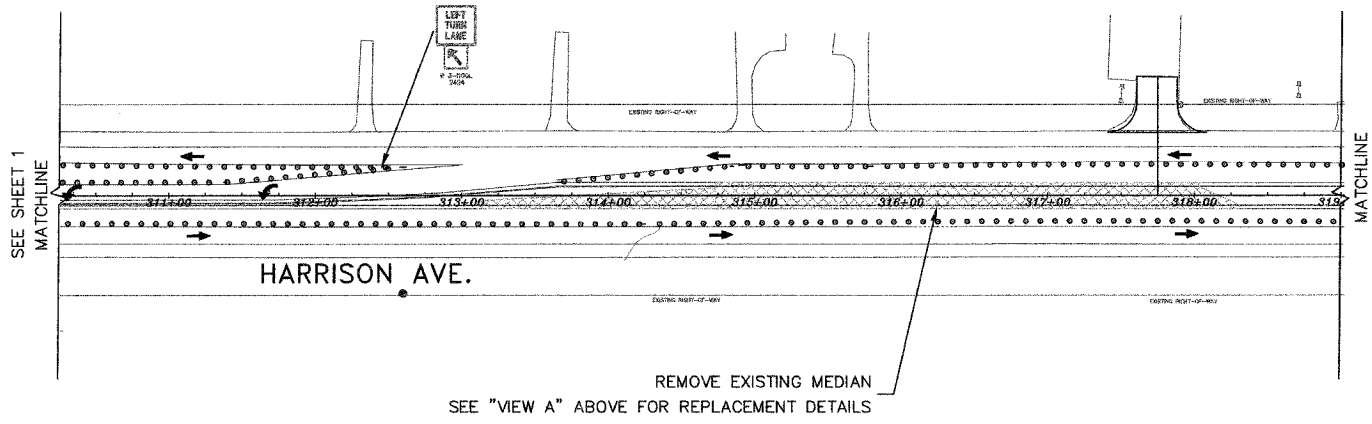 LEFT
TURN
LANE
EXISTING RIGHT-OF-WAY
EXISTING RIGHT-OF-WAY
SEE SHEET 1
MATCHLINE
MATCHLINE
311+00
312+00
313+00
314+00
315+00
316+00
317+00
318+00
319
HARRISON AVE.
EXISTING RIGHT-OF-WAY
EXISTING RIGHT-OF-WAY
REMOVE EXISTING MEDIAN
SEE "VIEW A" ABOVE FOR REPLACEMENT DETAILS